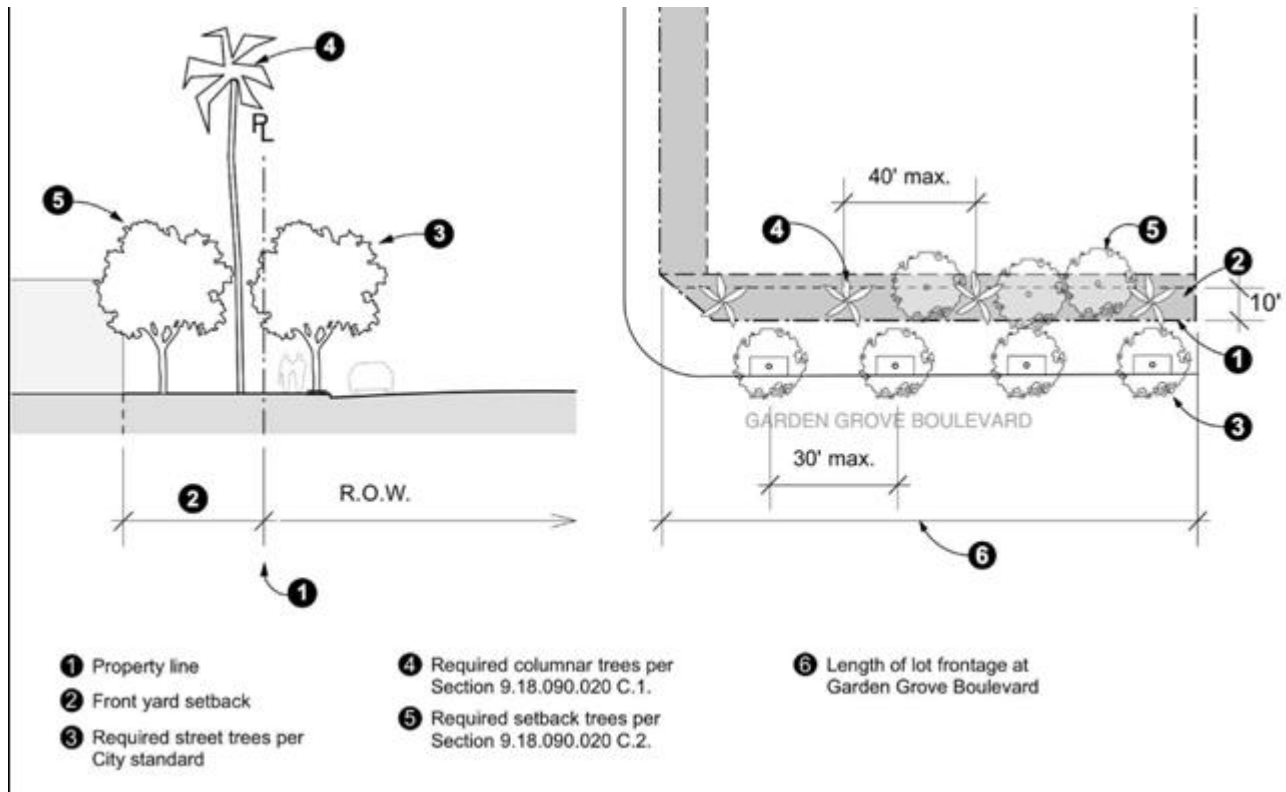 4
PL
5
3
2
R.O.W.
1
40' max.
4
5
2
10'
1
GARDEN GROVE BOULEVARD
3
30' max.
6
1 Property line
2 Front yard setback
3 Required street trees per
City standard
4 Required columnar trees per
Section 9.18.090.020 C.1.
5 Required setback trees per
Section 9.18.090.020 C.2.
6 Length of lot frontage at
Garden Grove Boulevard